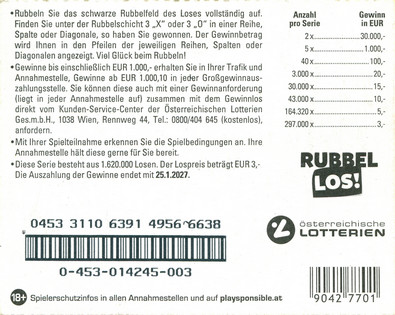 • Rubbeln Sie das schwarze Rubbelfeld des Loses vollständig auf.
Finden Sie unter der Rubbelschicht 3 „X" oder 3 „O" in einer Reihe,
Spalte oder Diagonale, so haben Sie gewonnen. Der Gewinnbetrag
wird Ihnen in den Pfeilen der jeweiligen Reihen, Spalten oder
Diagonalen angezeigt. Viel Glück beim Rubbeln!
• Gewinne bis einschließlich EUR 1.000,- erhalten Sie in Ihrer Trafik und
Annahmestelle, Gewinne ab EUR 1.000,10 in jeder Großgewinnaus-
zahlungsstelle. Sie können diese auch mit einer Gewinnanforderung
(liegt in jeder Annahmestelle auf) zusammen mit dem Gewinnlos
direkt vom Kunden-Service-Center der Österreichischen Lotterien
Ges.m.b.H., 1038 Wien, Rennweg 44, Tel.: 0800/404 645 (kostenlos),
anfordern.
• Mit Ihrer Spielteilnahme erkennen Sie die Spielbedingungen an. Ihre
Annahmestelle hält diese gerne für Sie bereit.
• Diese Serie besteht aus 1.620.000 Losen. Der Lospreis beträgt EUR 3,-
Die Auszahlung der Gewinne endet mit 25.1.2027.
Anzahl pro Serie Gewinn in EUR
2 x 30.000,-
5 x 1.000,-
40 x 100,-
3.000 x 20,-
30.000 x 15,-
43.000 x 10,-
164.320 x 5,-
297.000 x 3,-
RUBBEL
LOS!
österreichische
LOTTERIEN
0453 3110 6391 4956 6638
0-453-014245-003
9042 7701
18+ Spielerschutzinfos in allen Annahmestellen und auf playsponsible.at